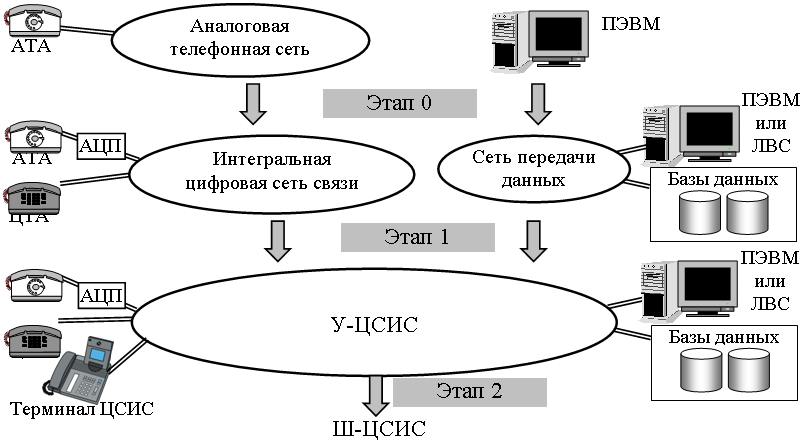 АТА
Аналоговая
телефонная сеть
ПЭВМ
Этап 0
АТА
АЦП
ЦТА
Интегральная
цифровая сеть связи
Сеть передачи
данных
ПЭВМ
или
ЛВС
Базы данных
Этап 1
АЦП
У-ЦСИС
ПЭВМ
или
ЛВС
Базы данных
Терминал ЦСИС
Этап 2
Ш-ЦСИС